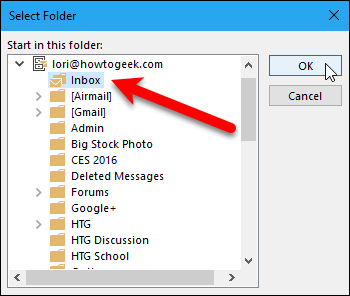 Select Folder
Start in this folder:
lori@howtogeek.com
Inbox
[Airmail]
[Gmail]
Admin
Big Stock Photo
CES 2016
Deleted Messages
Forums
Google+
HTG
HTG Discussion
HTG School
OK
Cancel